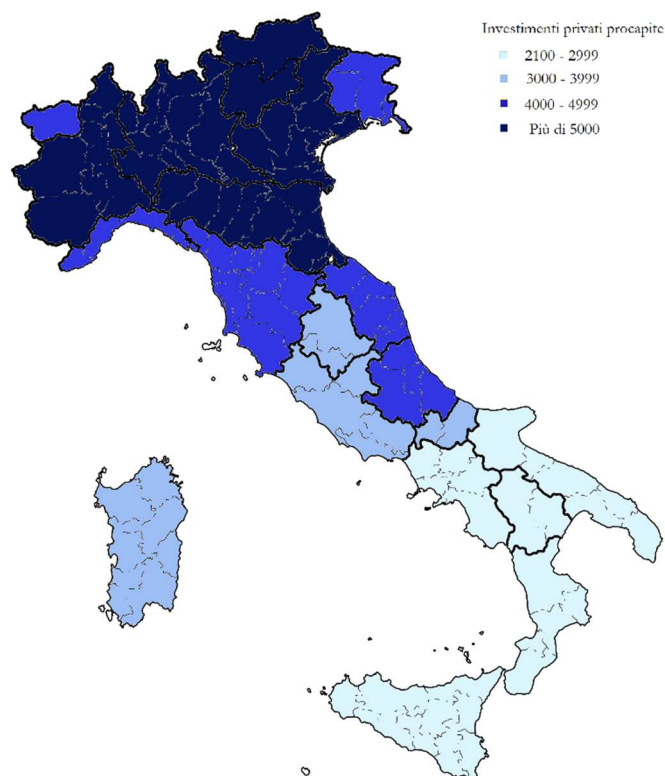 Investimenti privati procapite
2100 - 2999
3000 - 3999
4000 - 4999
Più di 5000